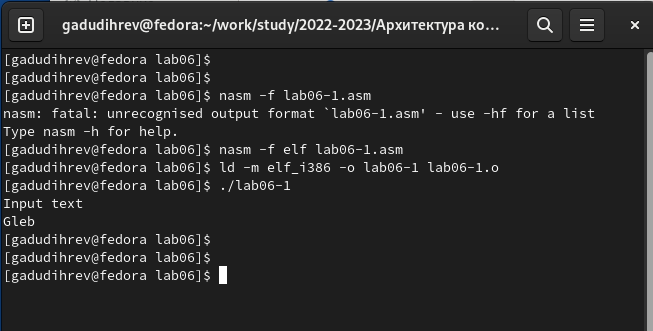 gadudihrev@fedora:~/work/study/2022-2023/Архитектура ко...
[gadudihrev@fedora lab06]$
[gadudihrev@fedora lab06]$
[gadudihrev@fedora lab06]$ nasm -f lab06-1.asm
nasm: fatal: unrecognised output format `lab06-1.asm' - use -hf for a list
Type nasm -h for help.
[gadudihrev@fedora lab06]$ nasm -f elf lab06-1.asm
[gadudihrev@fedora lab06]$ ld -m elf_i386 -o lab06-1 lab06-1.o
[gadudihrev@fedora lab06]$ ./lab06-1
Input text
Gleb
[gadudihrev@fedora lab06]$
[gadudihrev@fedora lab06]$
[gadudihrev@fedora lab06]$